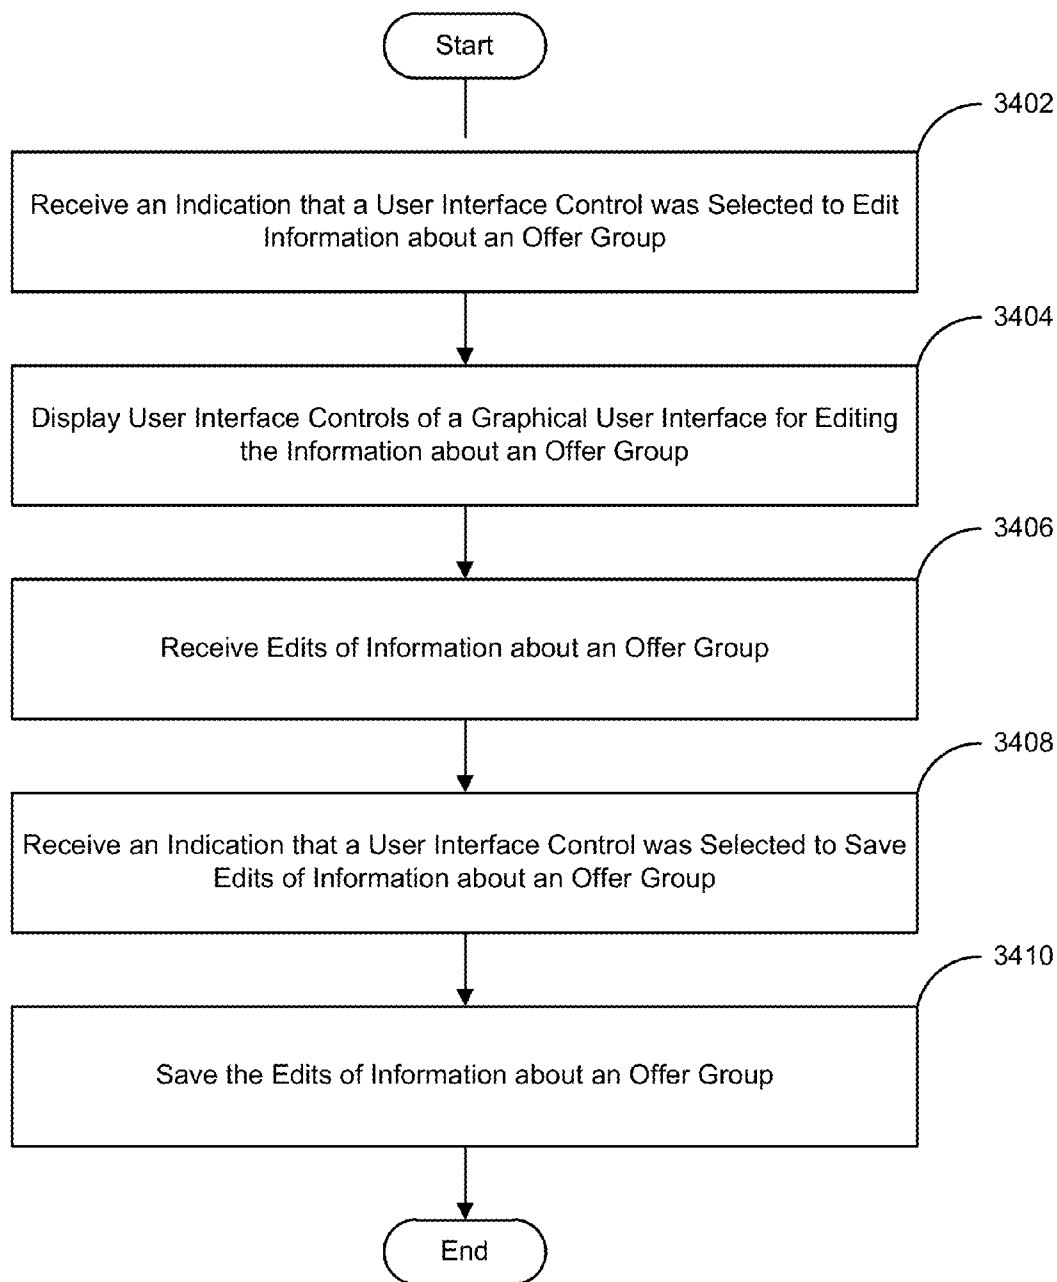 Start
3402
Receive an Indication that a User Interface Control was Selected to Edit
Information about an Offer Group
3404
Display User Interface Controls of a Graphical User Interface for Editing
the Information about an Offer Group
3406
Receive Edits of Information about an Offer Group
3408
Receive an Indication that a User Interface Control was Selected to Save
Edits of Information about an Offer Group
3410
Save the Edits of Information about an Offer Group
End